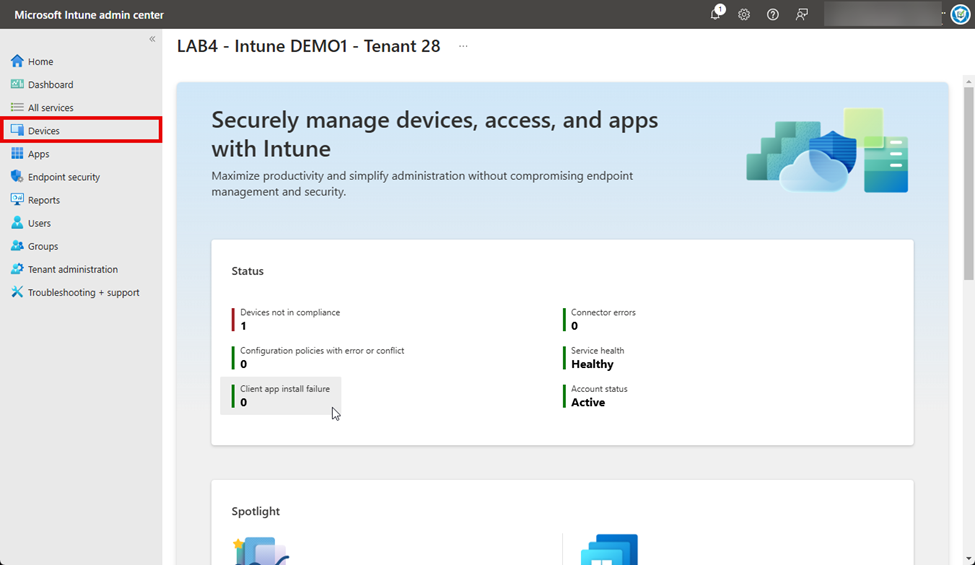 Microsoft Intune admin center
1
Home
Dashboard
All services
Devices
Apps
Endpoint security
Reports
Users
Groups
Tenant administration
Troubleshooting + support
LAB4 - Intune DEMO1 - Tenant 28
Securely manage devices, access, and apps
with Intune
Maximize productivity and simplify administration without compromising endpoint
management and security.
Status
Devices not in compliance
1
Configuration policies with error or conflict
0
Client app install failure
0
Connector errors
0
Service health
Healthy
Account status
Active
Spotlight